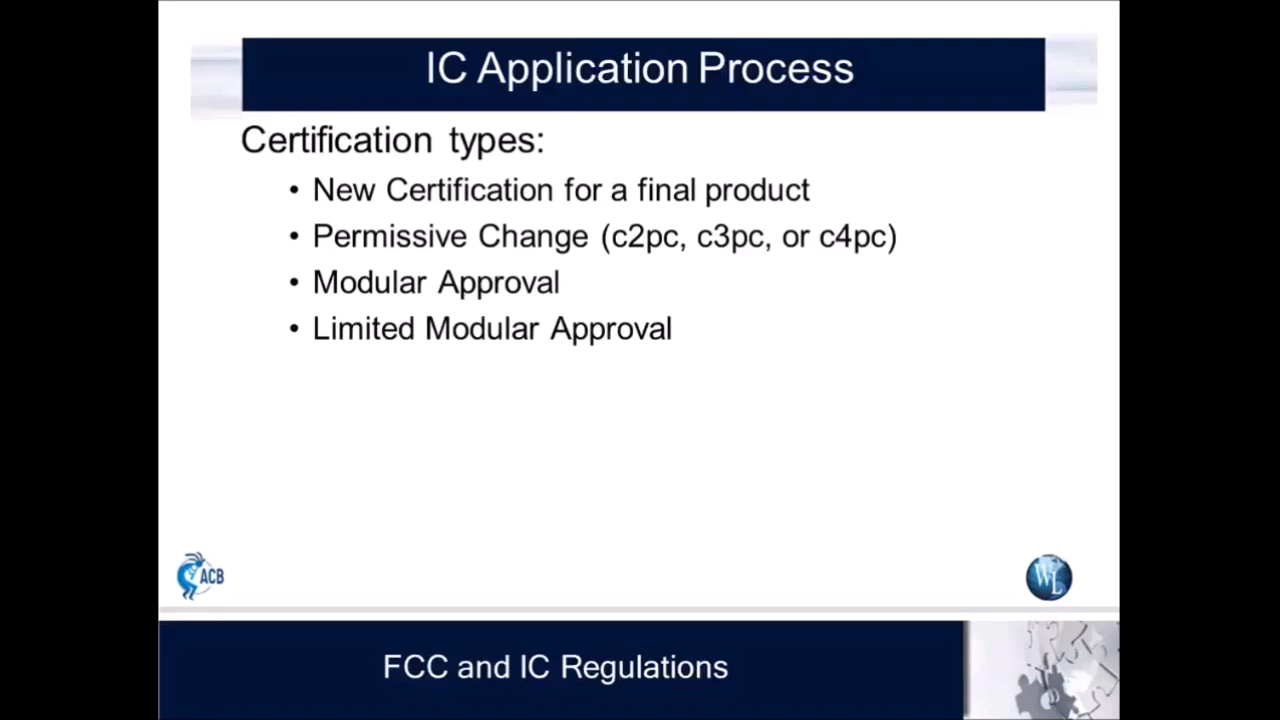 IC Application Process
Certification types:
• New Certification for a final product
• Permissive Change (c2pc, c3pc, or c4pc)
• Modular Approval
• Limited Modular Approval
ACB
WL
FCC and IC Regulations